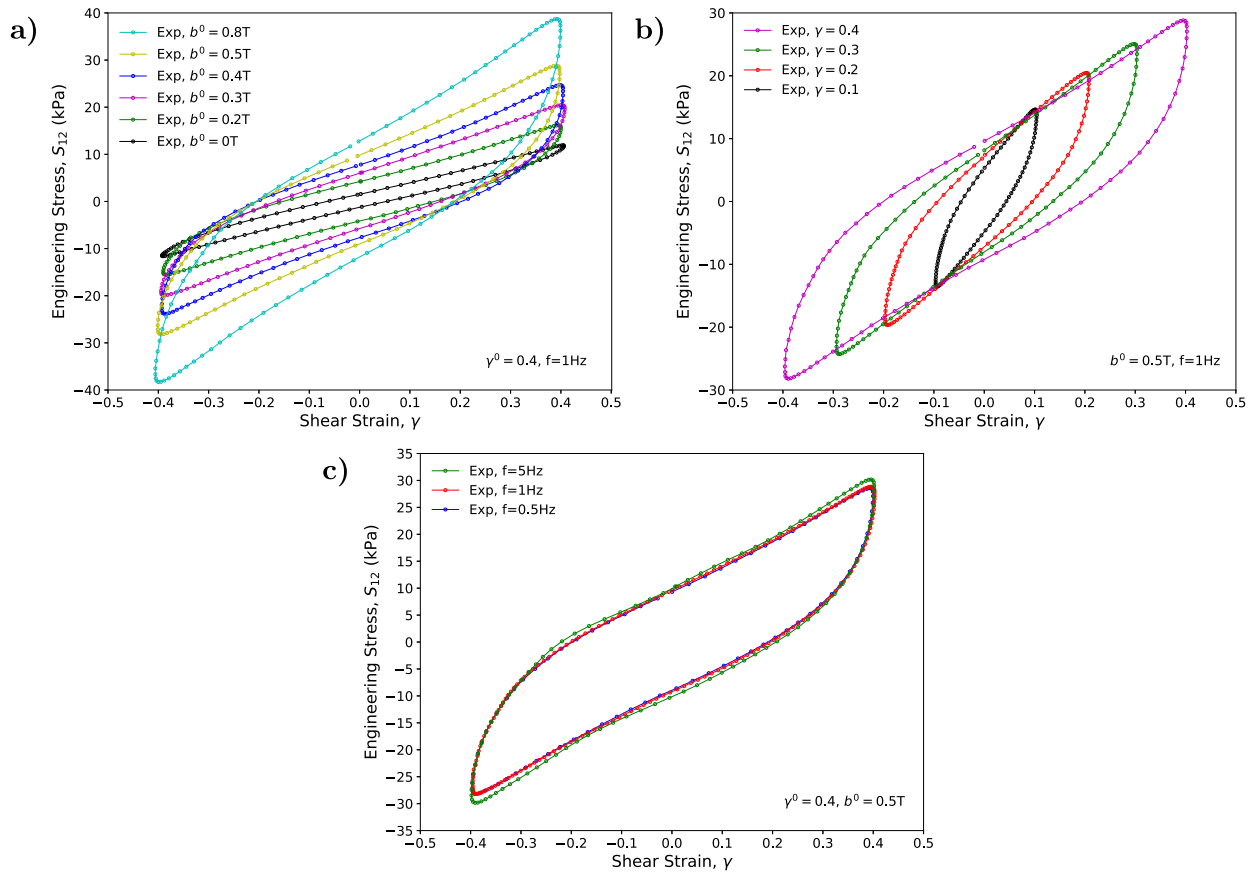 a)
Exp, b⁰ = 0.8T
Exp, b⁰ = 0.5T
Exp, b⁰ = 0.4T
Exp, b⁰ = 0.3T
Exp, b⁰ = 0.2T
Exp, b⁰ = 0T
40
30
20
10
0
−10
−20
−30
−40
Engineering Stress, S₁₂ (kPa)
γ⁰ = 0.4, f=1Hz
−0.5 −0.4 −0.3 −0.2 −0.1 0.0 0.1 0.2 0.3 0.4 0.5
Shear Strain, γ
b)
Exp, γ = 0.4
Exp, γ = 0.3
Exp, γ = 0.2
Exp, γ = 0.1
30
20
10
0
−10
−20
−30
Engineering Stress, S₁₂ (kPa)
b⁰ = 0.5T, f=1Hz
−0.5 −0.4 −0.3 −0.2 −0.1 0.0 0.1 0.2 0.3 0.4 0.5
Shear Strain, γ
c)
Exp, f=5Hz
Exp, f=1Hz
Exp, f=0.5Hz
35
30
25
20
15
10
5
0
−5
−10
−15
−20
−25
−30
−35
Engineering Stress, S₁₂ (kPa)
γ⁰ = 0.4, b⁰ = 0.5T
−0.5 −0.4 −0.3 −0.2 −0.1 0.0 0.1 0.2 0.3 0.4 0.5
Shear Strain, γ